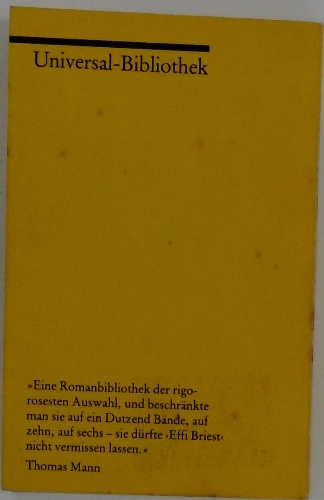 Universal-Bibliothek
»Eine Romanbibliothek der rigo-
rosesten Auswahl, und beschränkte
man sie auf ein Dutzend Bände, auf
zehn, auf sechs – sie dürfte ›Effi Briest‹
nicht vermissen lassen.«
Thomas Mann